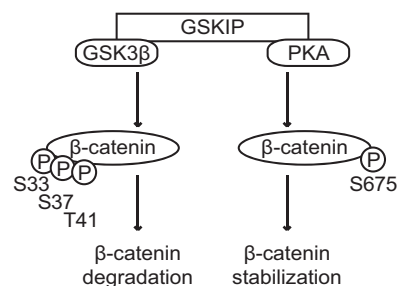 GSKIP
GSK3β PKA
β-catenin β-catenin
P P P P
S33 S675
S37
T41
β-catenin β-catenin
degradation stabilization